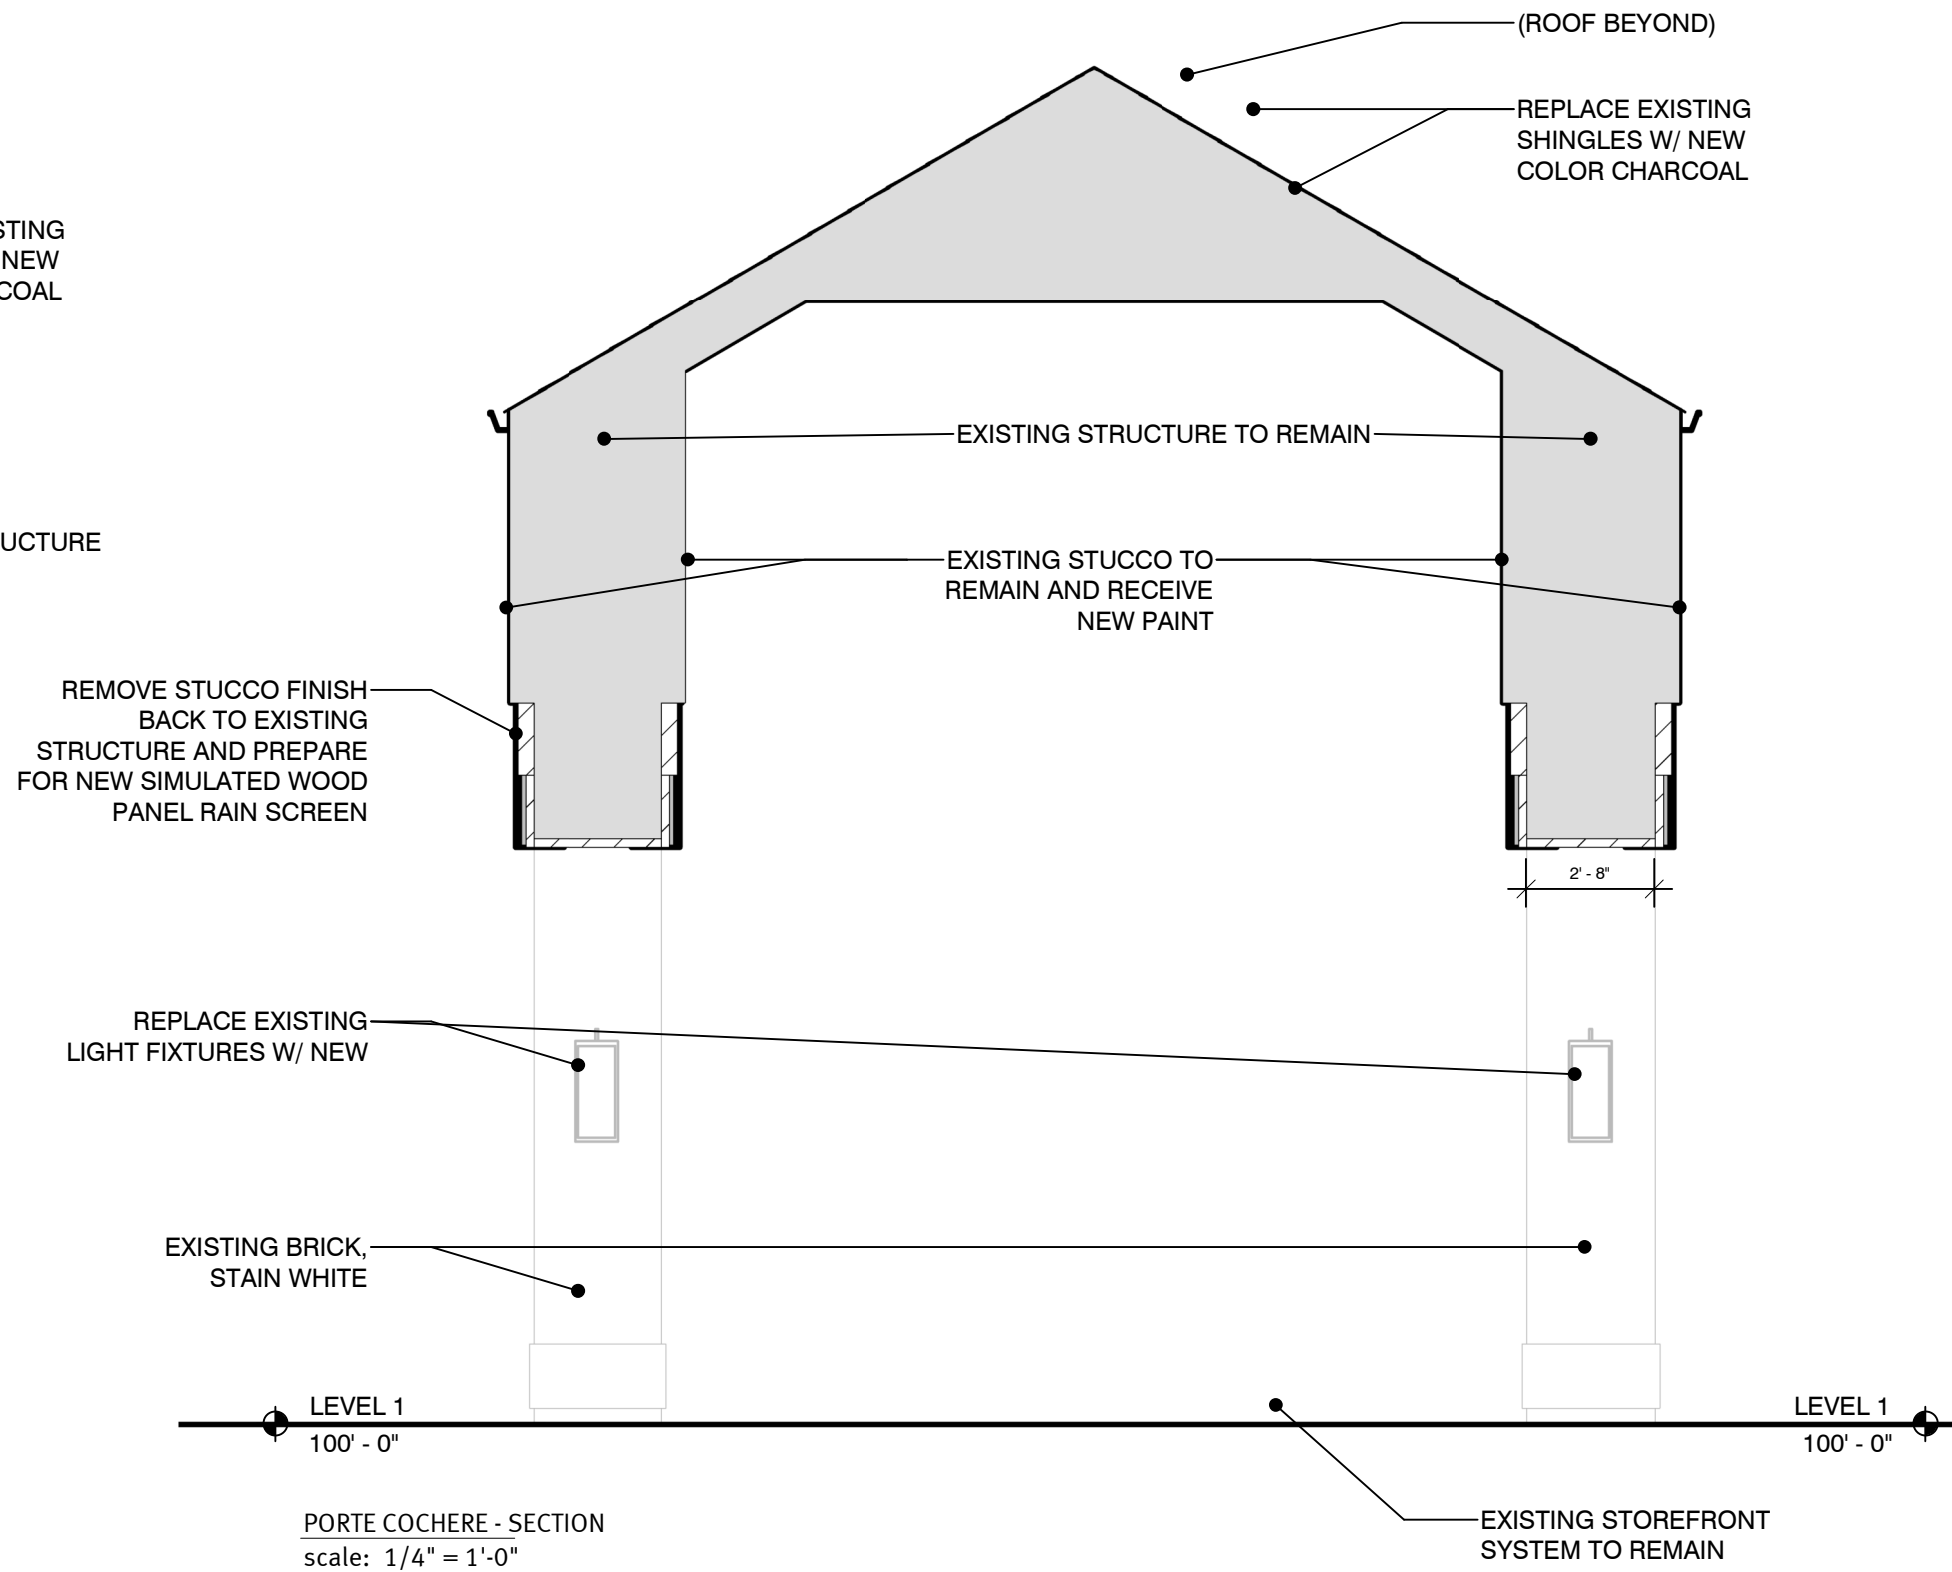 (ROOF BEYOND)
REPLACE EXISTING
SHINGLES W/ NEW
COLOR CHARCOAL
STING
NEW
COAL
EXISTING STRUCTURE TO REMAIN
UCTURE
EXISTING STUCCO TO
REMAIN AND RECEIVE
NEW PAINT
REMOVE STUCCO FINISH
BACK TO EXISTING
STRUCTURE AND PREPARE
FOR NEW SIMULATED WOOD
PANEL RAIN SCREEN
2' - 8"
REPLACE EXISTING
LIGHT FIXTURES W/ NEW
EXISTING BRICK,
STAIN WHITE
LEVEL 1
100' - 0"
LEVEL 1
100' - 0"
PORTE COCHERE - SECTION
scale: 1/4" = 1'-0"
EXISTING STOREFRONT
SYSTEM TO REMAIN